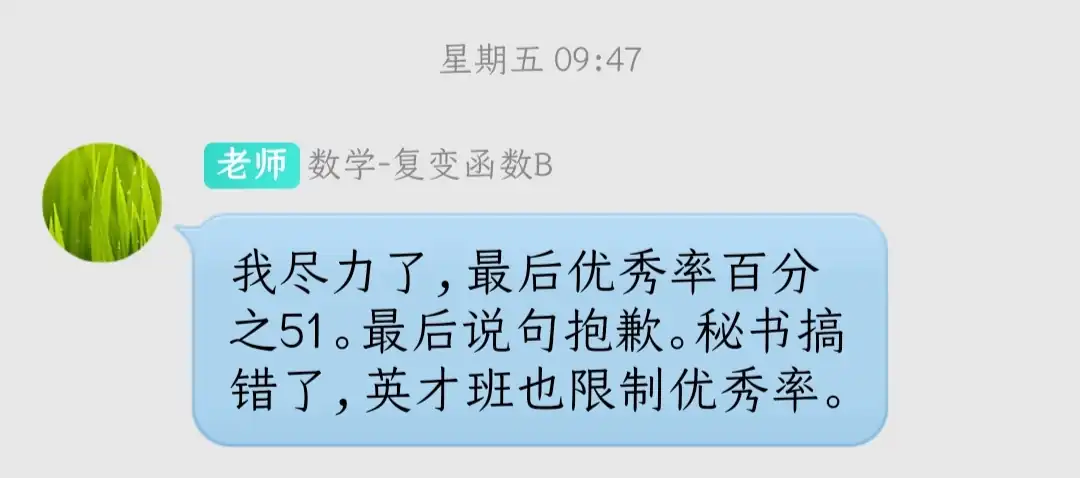 星期五 09:47
老师 数学-复变函数B
我尽力了，最后优秀率百分
之51。最后说句抱歉。秘书搞
错了，英才班也限制优秀率。